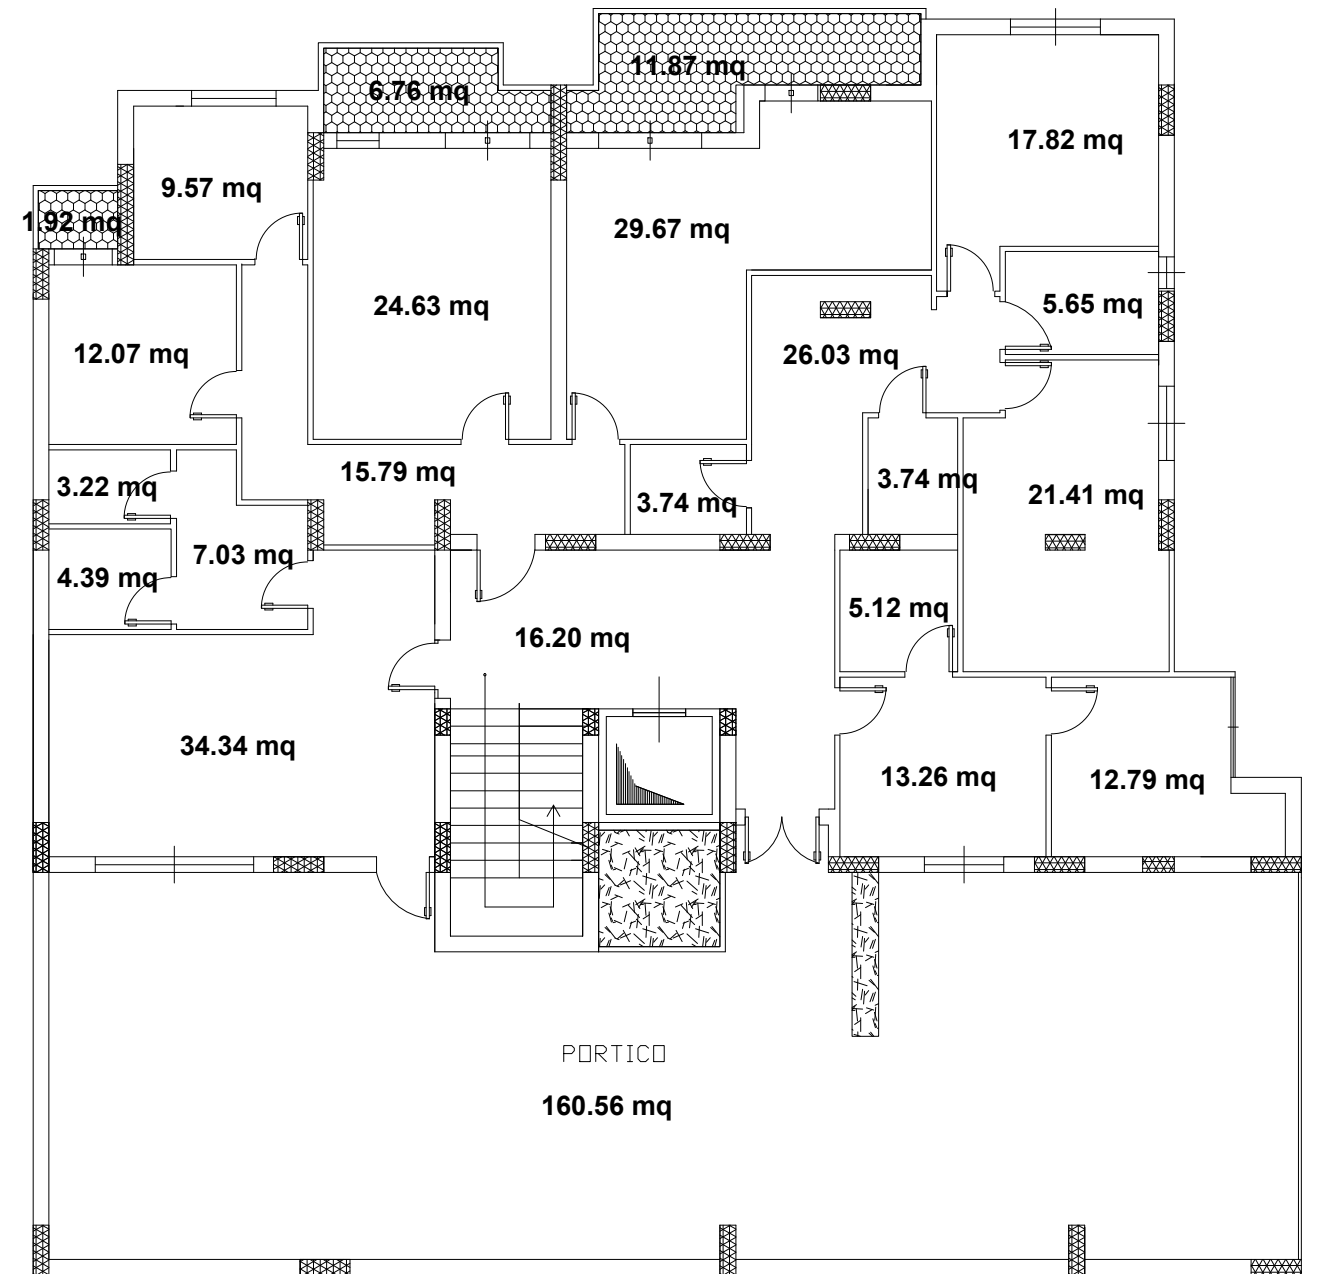 11.87 mq
6.76 mq
17.82 mq
9.57 mq
1.92 mq
29.67 mq
24.63 mq
5.65 mq
12.07 mq
26.03 mq
15.79 mq
3.22 mq
3.74 mq
3.74 mq
21.41 mq
7.03 mq
4.39 mq
5.12 mq
16.20 mq
34.34 mq
13.26 mq
12.79 mq
PORTICO
160.56 mq